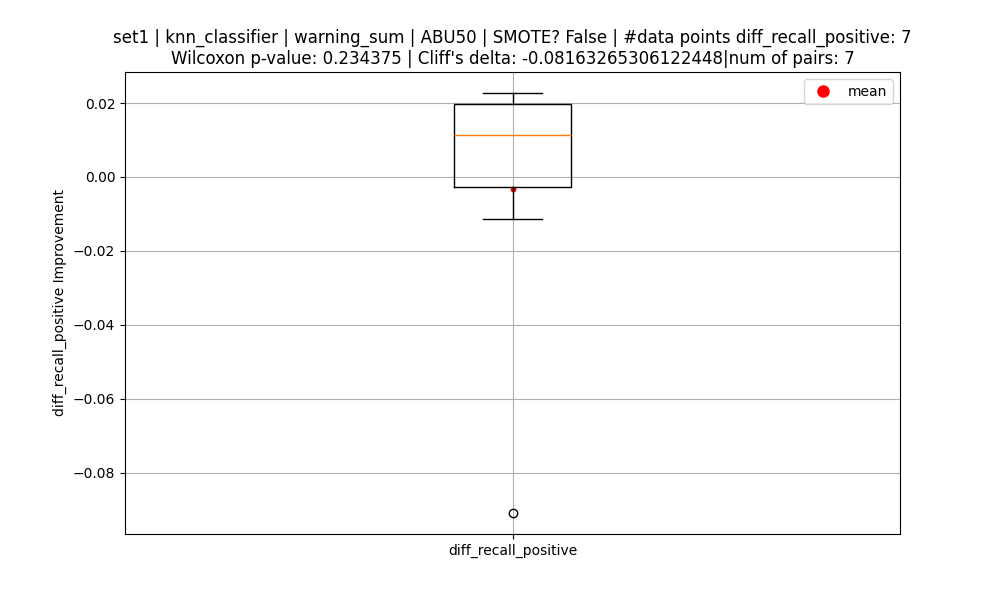 set1 | knn_classifier | warning_sum | ABU50 | SMOTE? False | #data points diff_recall_positive: 7
Wilcoxon p-value: 0.234375 | Cliff's delta: -0.08163265306122448|num of pairs: 7
mean
diff_recall_positive Improvement
0.02
0.00
−0.02
−0.04
−0.06
−0.08
diff_recall_positive